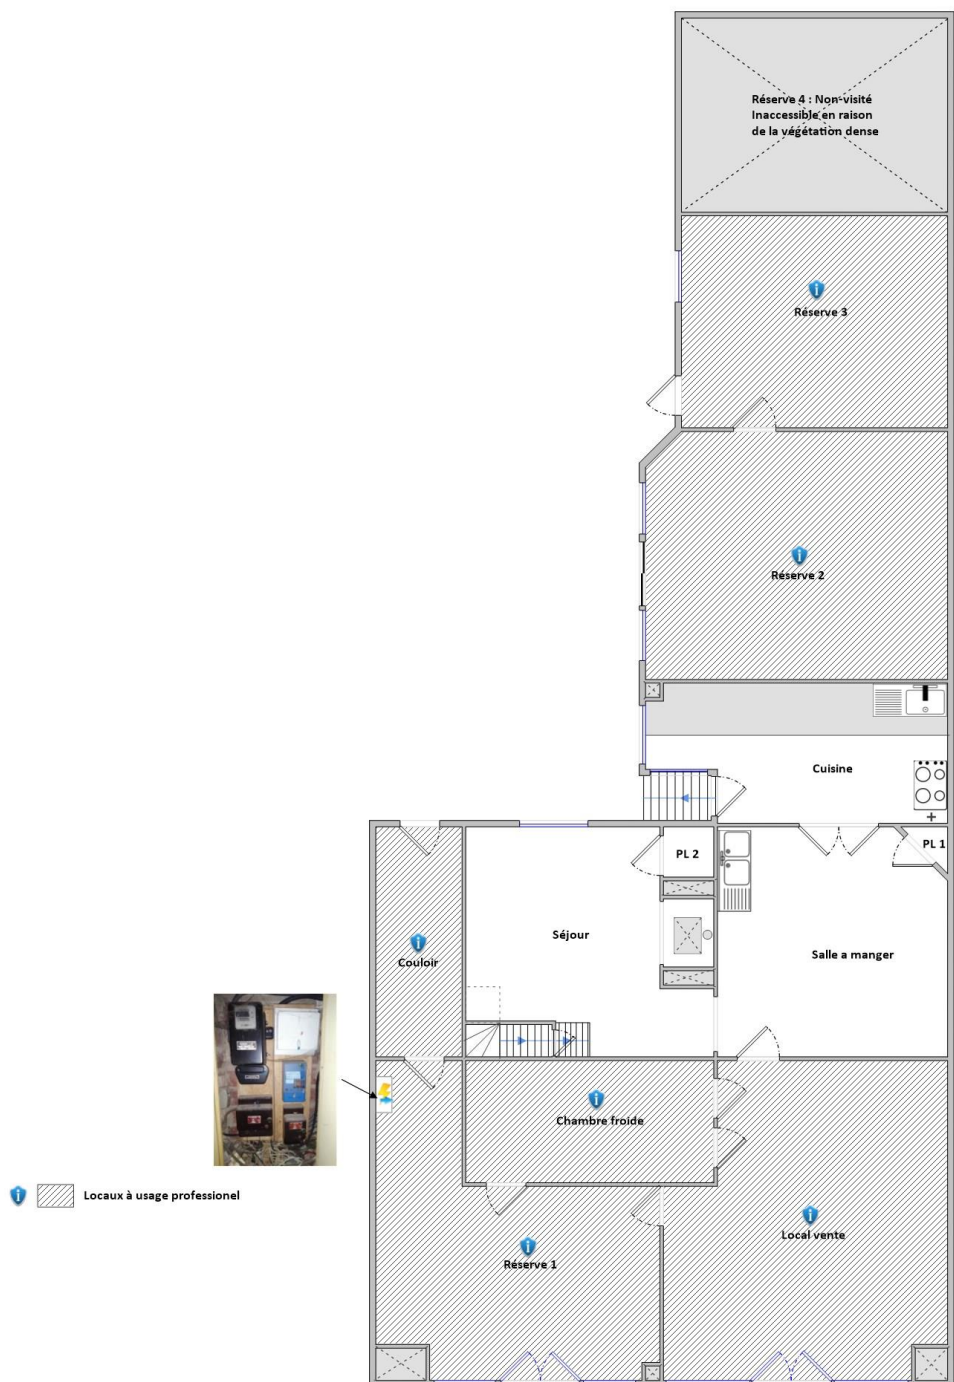 Réserve 4 : Non-visité
Inaccessible en raison
de la végétation dense
Réserve 3
Réserve 2
Cuisine
PL 1
PL 2
Séjour
Salle a manger
Couloir
Chambre froide
Locaux à usage professionel
Local vente
Réserve 1